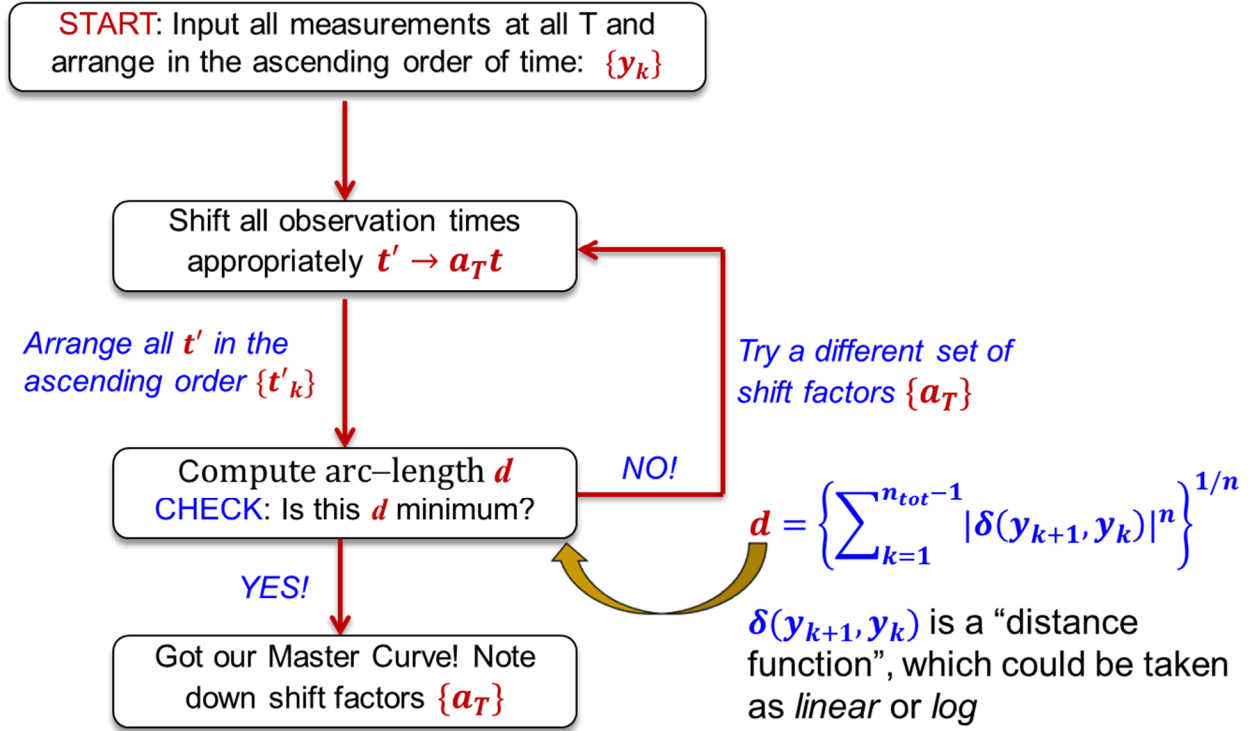 START: Input all measurements at all T and
arrange in the ascending order of time: {yₖ}
Shift all observation times
appropriately t′ → a_T t
Arrange all t′ in the
ascending order {t′ₖ}
Try a different set of
shift factors {a_T}
Compute arc–length d
CHECK: Is this d minimum?
NO!
d = {∑_{k=1}^{n_{tot}−1} |δ(y_{k+1}, y_k)|^n}^{1/n}
YES!
δ(y_{k+1}, y_k) is a “distance
function”, which could be taken
as linear or log
Got our Master Curve! Note
down shift factors {a_T}